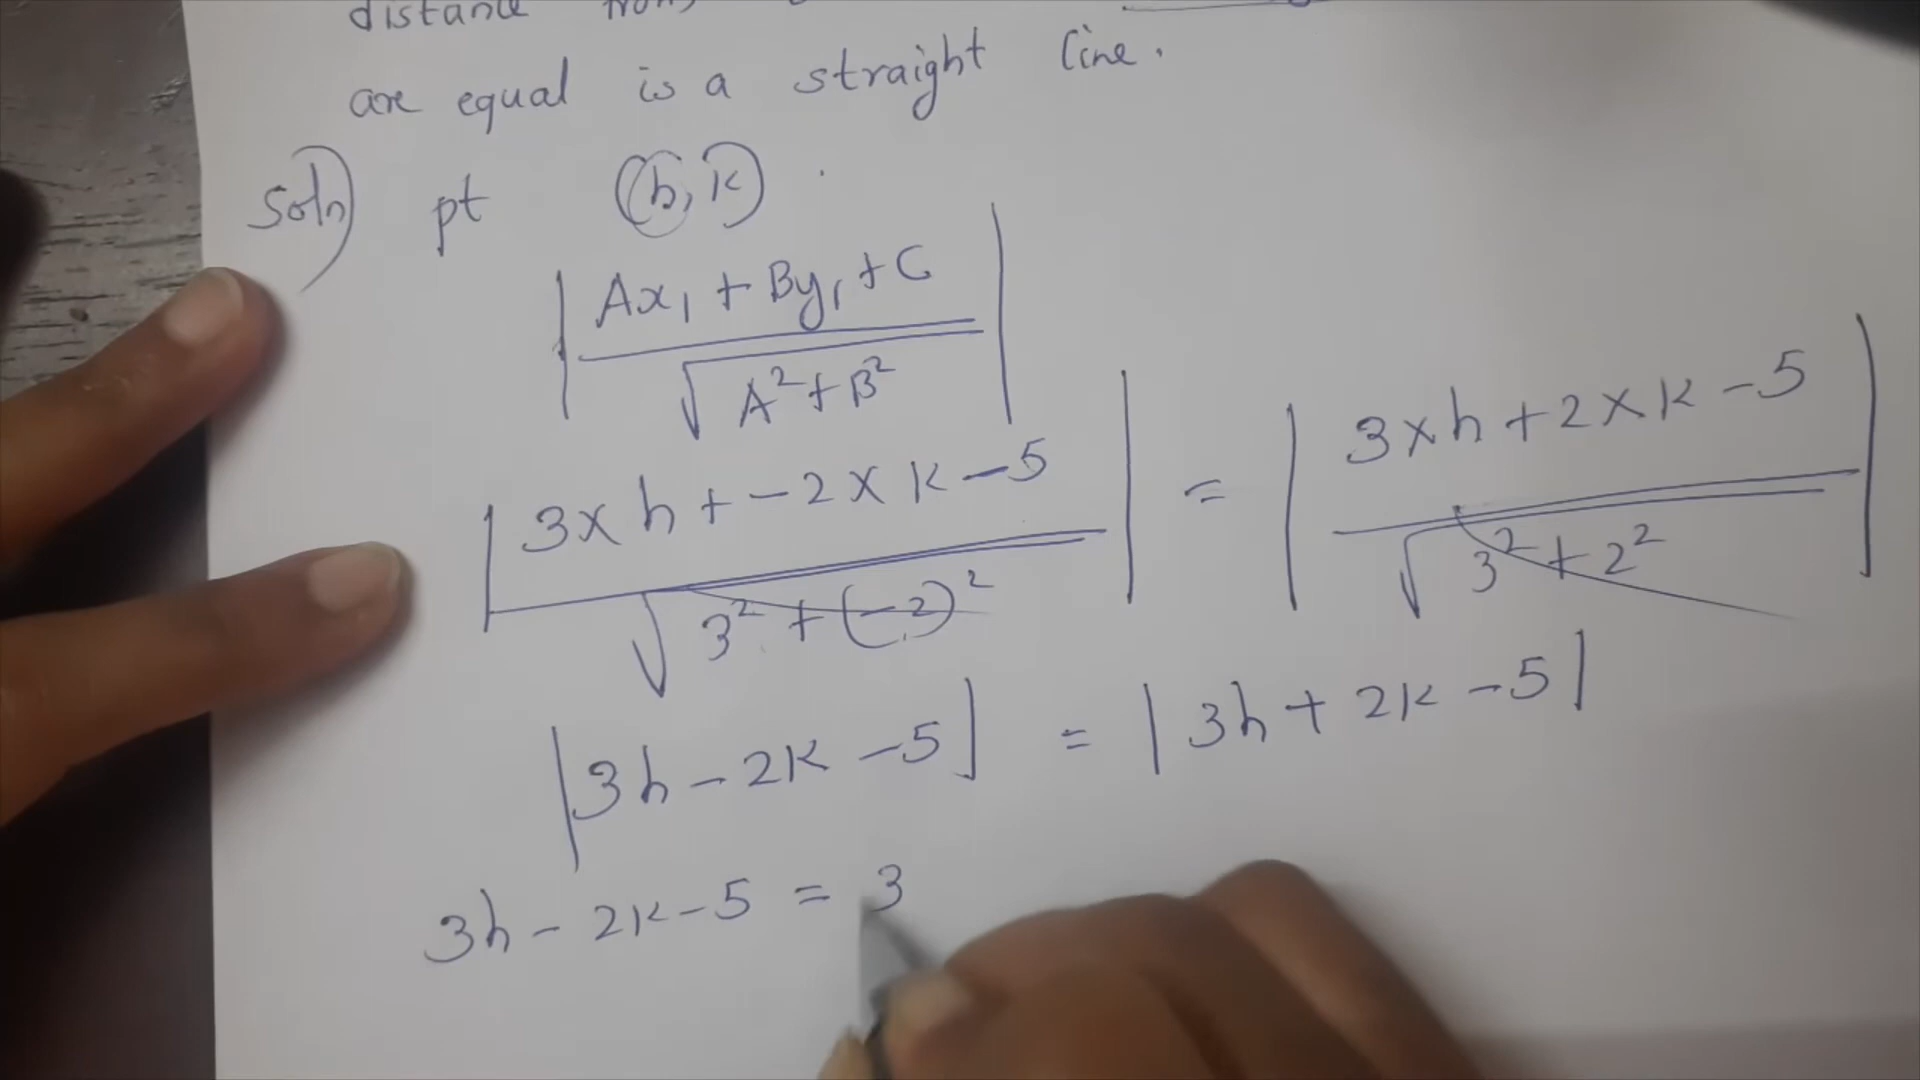 distance from
are equal is a straight line.
Soln) pt (h, k).
|Ax₁ + By₁ + C / √A² + B²|
|3×h + -2×k - 5 / √3² + (-2)²| = |3×h + 2×k - 5 / √3² + 2²|
|3h - 2k - 5| = |3h + 2k - 5|
3h - 2k - 5 = 3